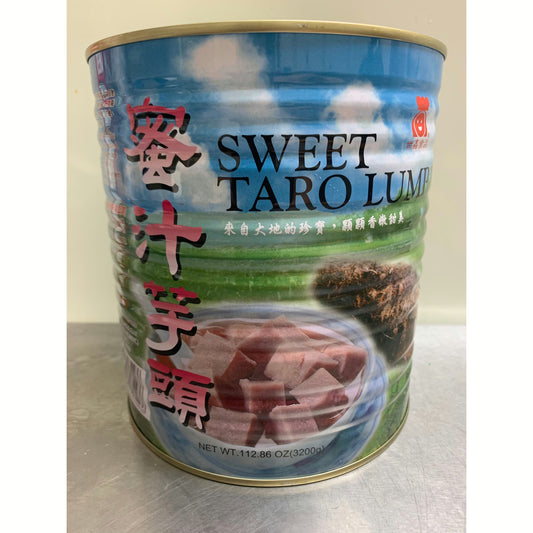 蜜汁芋頭
SWEET
TARO LUMP
來自大地的珍寶,顆顆香嫩甜美
NET WT.112.86 OZ(3200g)